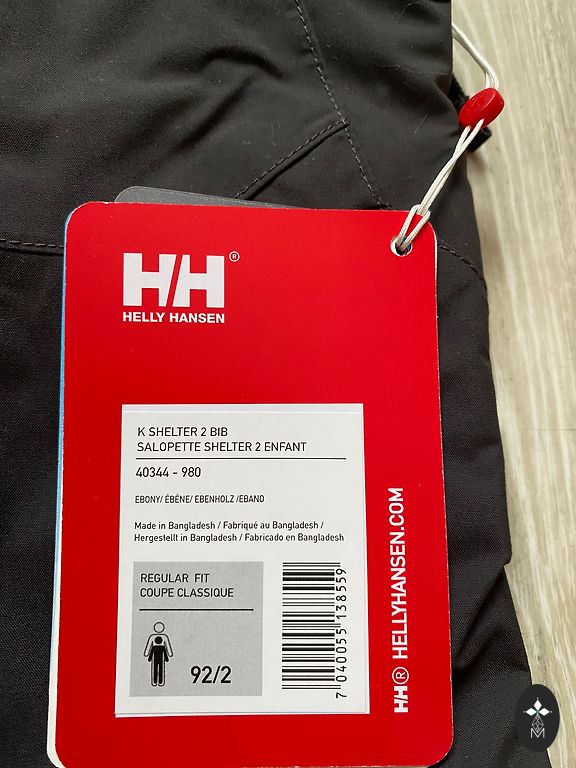 H/H®
HELLY HANSEN
K SHELTER 2 BIB
SALOPETTE SHELTER 2 ENFANT
40344 - 980
EBONY/ ÉBÈNE/ EBENHOLZ /EBANO
Made in Bangladesh / Fabriqué au Bangladesh /
Hergestellt in Bangladesh / Fabricado en Bangladesh
REGULAR FIT
COUPE CLASSIQUE
92/2
7 040055 138559
H/H® HELLYHANSEN.COM
M